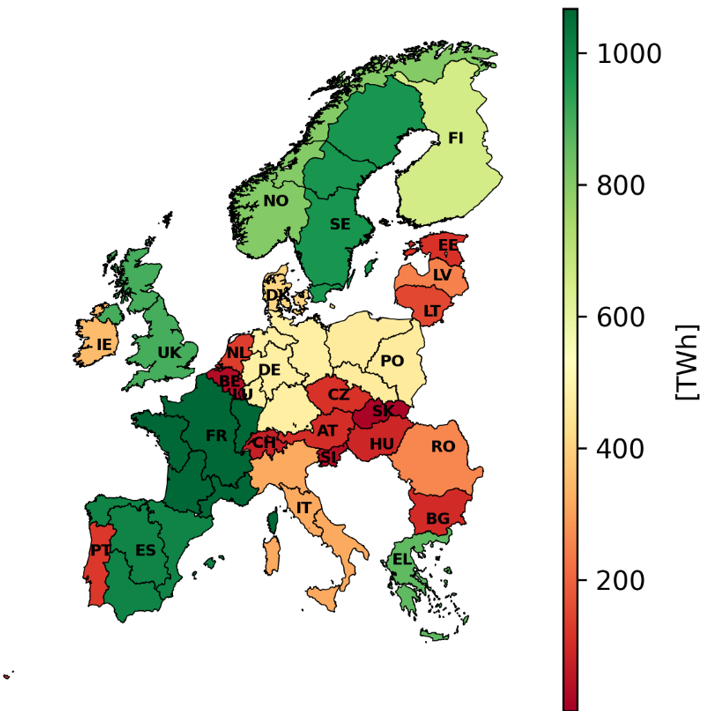 1000
800
600
400
200
[TWh]
FI
NO
SE
EE
LV
LT
DK
IE
UK
NL
BE
LU
DE
PO
CZ
SK
AT
HU
CH
SI
FR
RO
IT
BG
PT
ES
EL